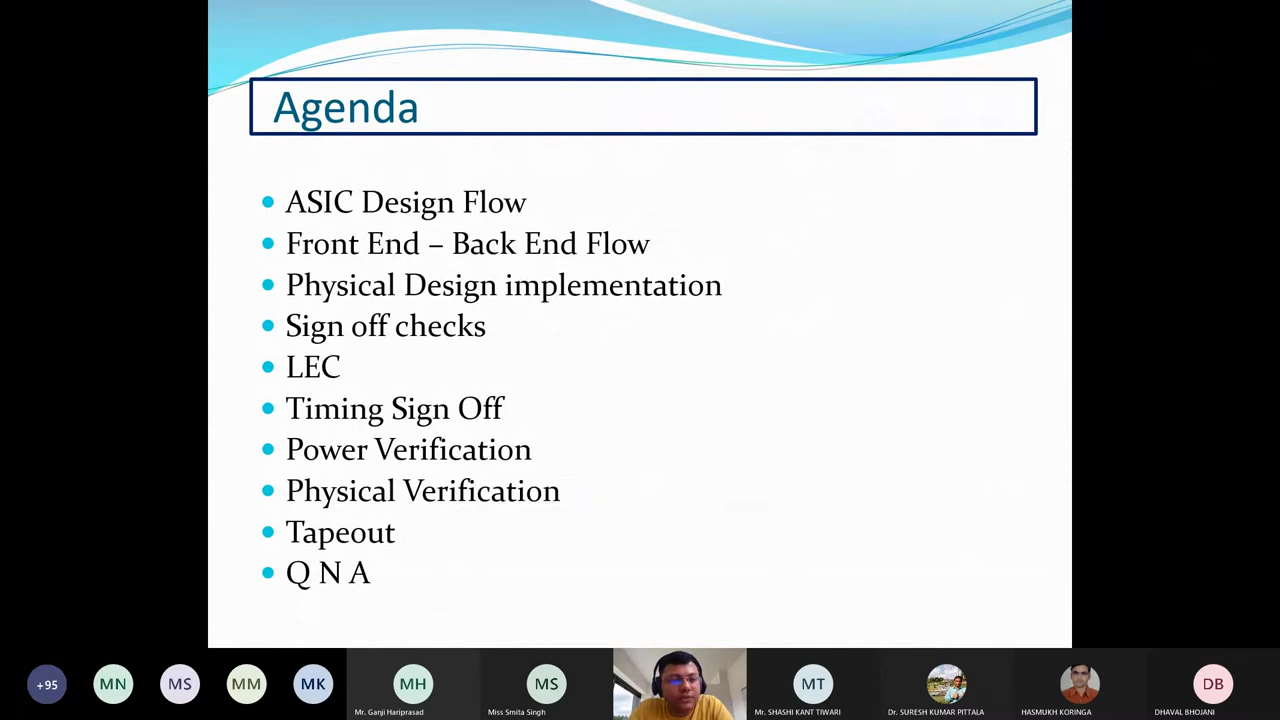 Agenda
ASIC Design Flow
Front End – Back End Flow
Physical Design implementation
Sign off checks
LEC
Timing Sign Off
Power Verification
Physical Verification
Tapeout
Q N A
+95
MN
MS
MM
MK
MH
MS
MT
DB
Mr. Ganji Hariprasad
Miss Smita Singh
Mr. SHASHI KANT TIWARI
Dr. SURESH KUMAR PITTALA
HASMUKH KORINGA
DHAVAL BHOJANI